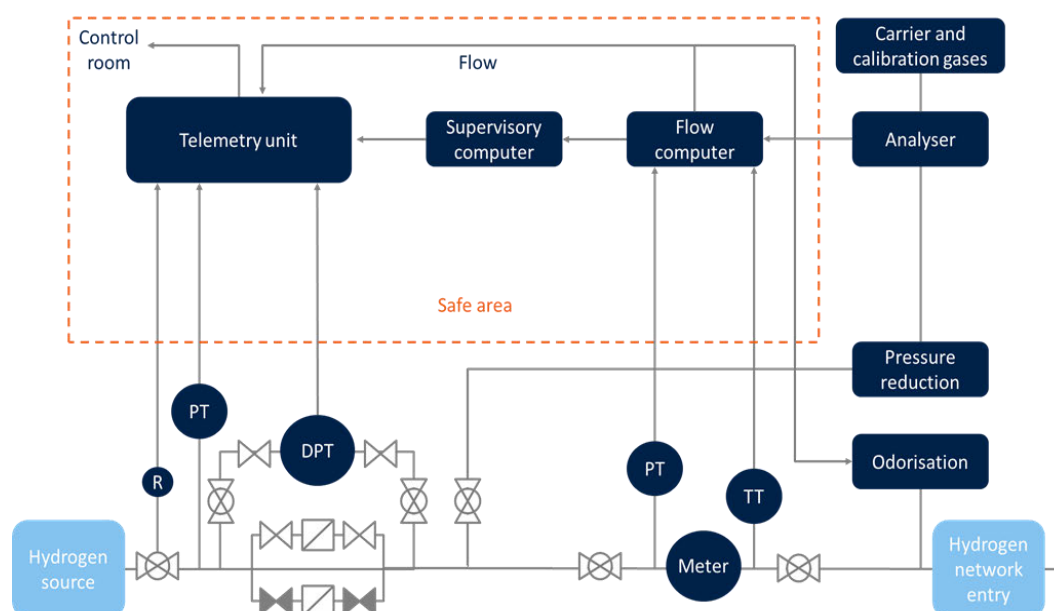 Control
room
Flow
Carrier and
calibration gases
Telemetry unit
Supervisory
computer
Flow
computer
Analyser
Safe area
Pressure
reduction
PT
DPT
R
PT
TT
Odorisation
Hydrogen
source
Meter
Hydrogen
network
entry